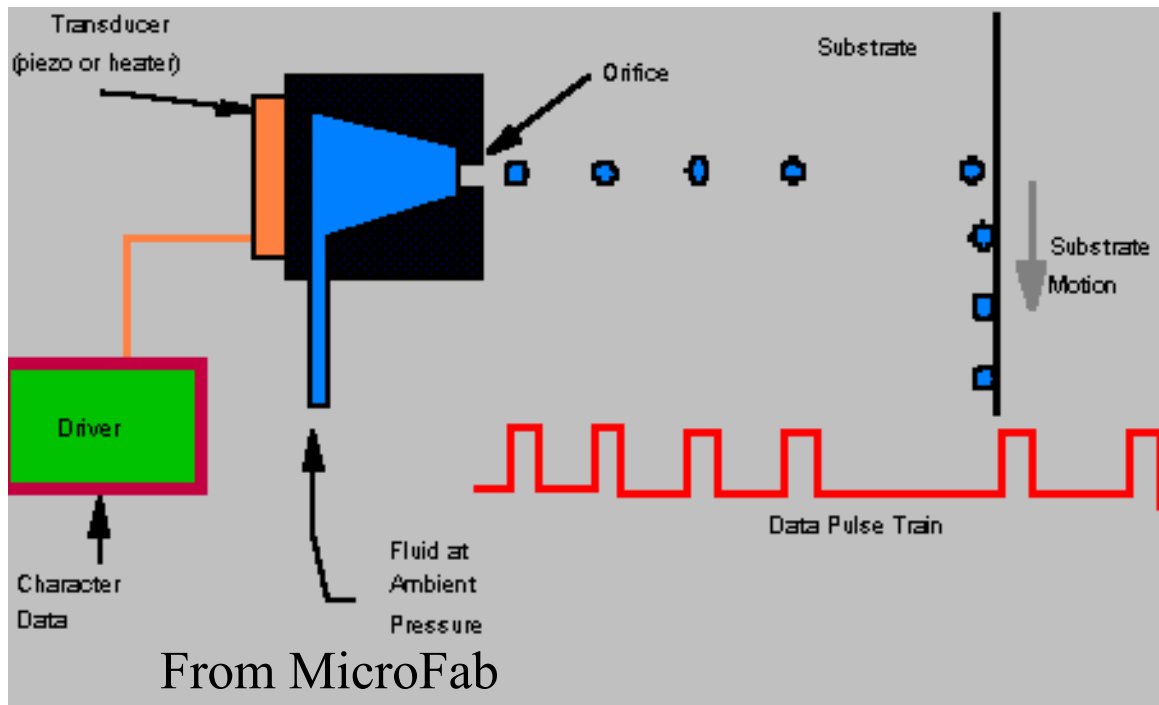 Transducer
(piezo or heater)
Orifice
Substrate
Substrate
Motion
Driver
Data Pulse Train
Character
Data
Fluid at
Ambient
Pressure
From MicroFab